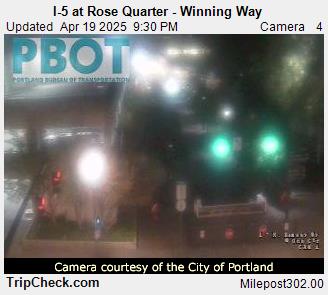 I-5 at Rose Quarter - Winning Way
Updated Apr 19 2025 9:30 PM Camera 4
PBOT
PORTLAND BUREAU OF TRANSPORTATION
Camera courtesy of the City of Portland
TripCheck.com Milepost302.00